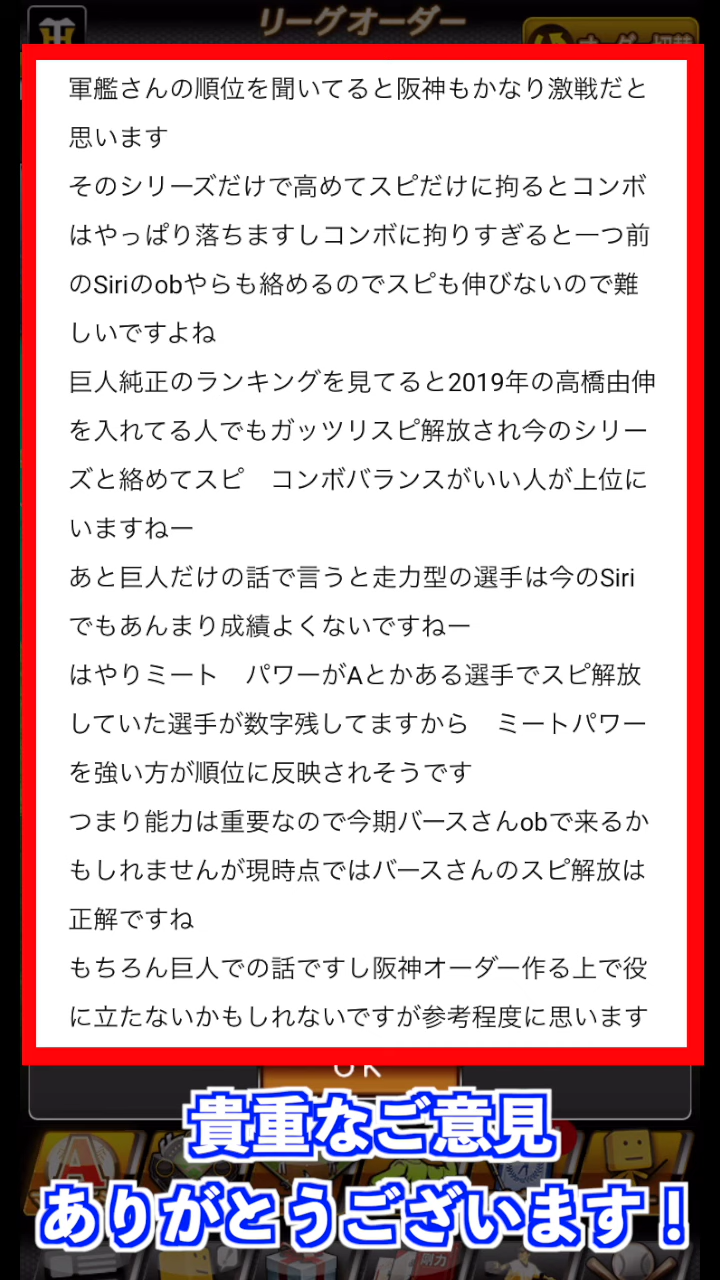 リーグオーダー
オーダー切替
軍艦さんの順位を聞いてると阪神もかなり激戦だと
思います
そのシリーズだけで高めてスピだけに拘るとコンボ
はやっぱり落ちますしコンボに拘りすぎると一つ前
のSiriのobやらも絡めるのでスピも伸びないので難
しいですよね
巨人純正のランキングを見てると2019年の高橋由伸
を入れてる人でもガッツリスピ解放され今のシリー
ズと絡めてスピ　コンボバランスがいい人が上位に
いますねー
あと巨人だけの話で言うと走力型の選手は今のSiri
でもあんまり成績よくないですねー
はやりミート　パワーがAとかある選手でスピ解放
していた選手が数字残してますから　ミートパワー
を強い方が順位に反映されそうです
つまり能力は重要なので今期バースさんobで来るか
もしれませんが現時点ではバースさんのスピ解放は
正解ですね
もちろん巨人での話ですし阪神オーダー作る上で役
に立たないかもしれないですが参考程度に思います
OK
貴重なご意見
A
ありがとうございます！
剛力